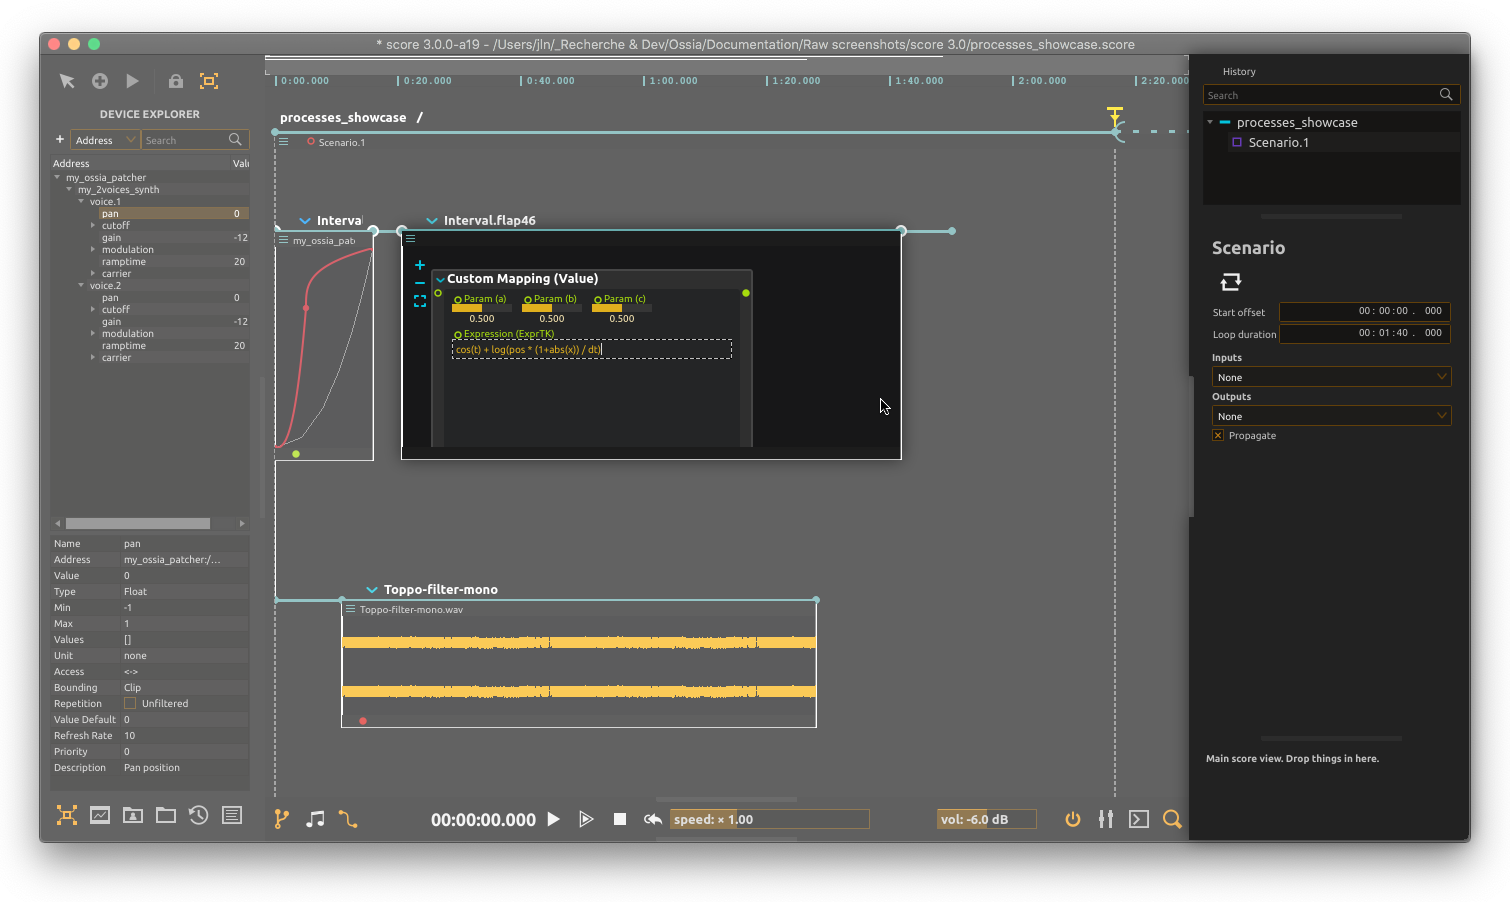 * score 3.0.0-a19 - /Users/jln/_Recherche & Dev/Ossia/Documentation/Raw screenshots/score 3.0/processes_showcase.score
DEVICE EXPLORER
+ Address Search
Address Valu
my_ossia_patcher
my_2voices_synth
voice.1
pan 0
cutoff
gain -12
modulation
ramptime 20
carrier
voice.2
pan 0
cutoff
gain -12
modulation
ramptime 20
carrier
Name pan
Address my_ossia_patcher:/...
Value 0
Type Float
Min -1
Max 1
Values []
Unit none
Access <->
Bounding Clip
Repetition Unfiltered
Value Default 0
Refresh Rate 10
Priority 0
Description Pan position
0:00.000 0:20.000 0:40.000 1:00.000 1:20.000 1:40.000 2:00.000 2:20.000
processes_showcase /
Scenario.1
Interval
my_ossia_patc
Interval.flap46
Custom Mapping (Value)
Param (a) Param (b) Param (c)
0.500 0.500 0.500
Expression (ExprTK)
cos(t) + log(pos * (1+abs(x)) / dt)
Toppo-filter-mono
Toppo-filter-mono.wav
00:00:00.000
speed: × 1.00
vol: -6.0 dB
History
Search
processes_showcase
Scenario.1
Scenario
Start offset 00: 00: 00 . 000
Loop duration 00: 01: 40 . 000
Inputs
None
Outputs
None
Propagate
Main score view. Drop things in here.